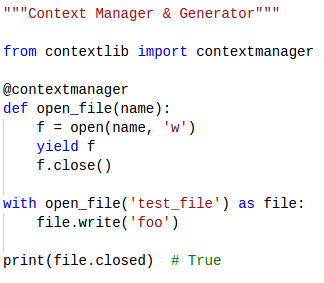 """Context Manager & Generator"""
from contextlib import contextmanager
@contextmanager
def open_file(name):
    f = open(name, 'w')
    yield f
    f.close()
with open_file('test_file') as file:
    file.write('foo')
print(file.closed)  # True